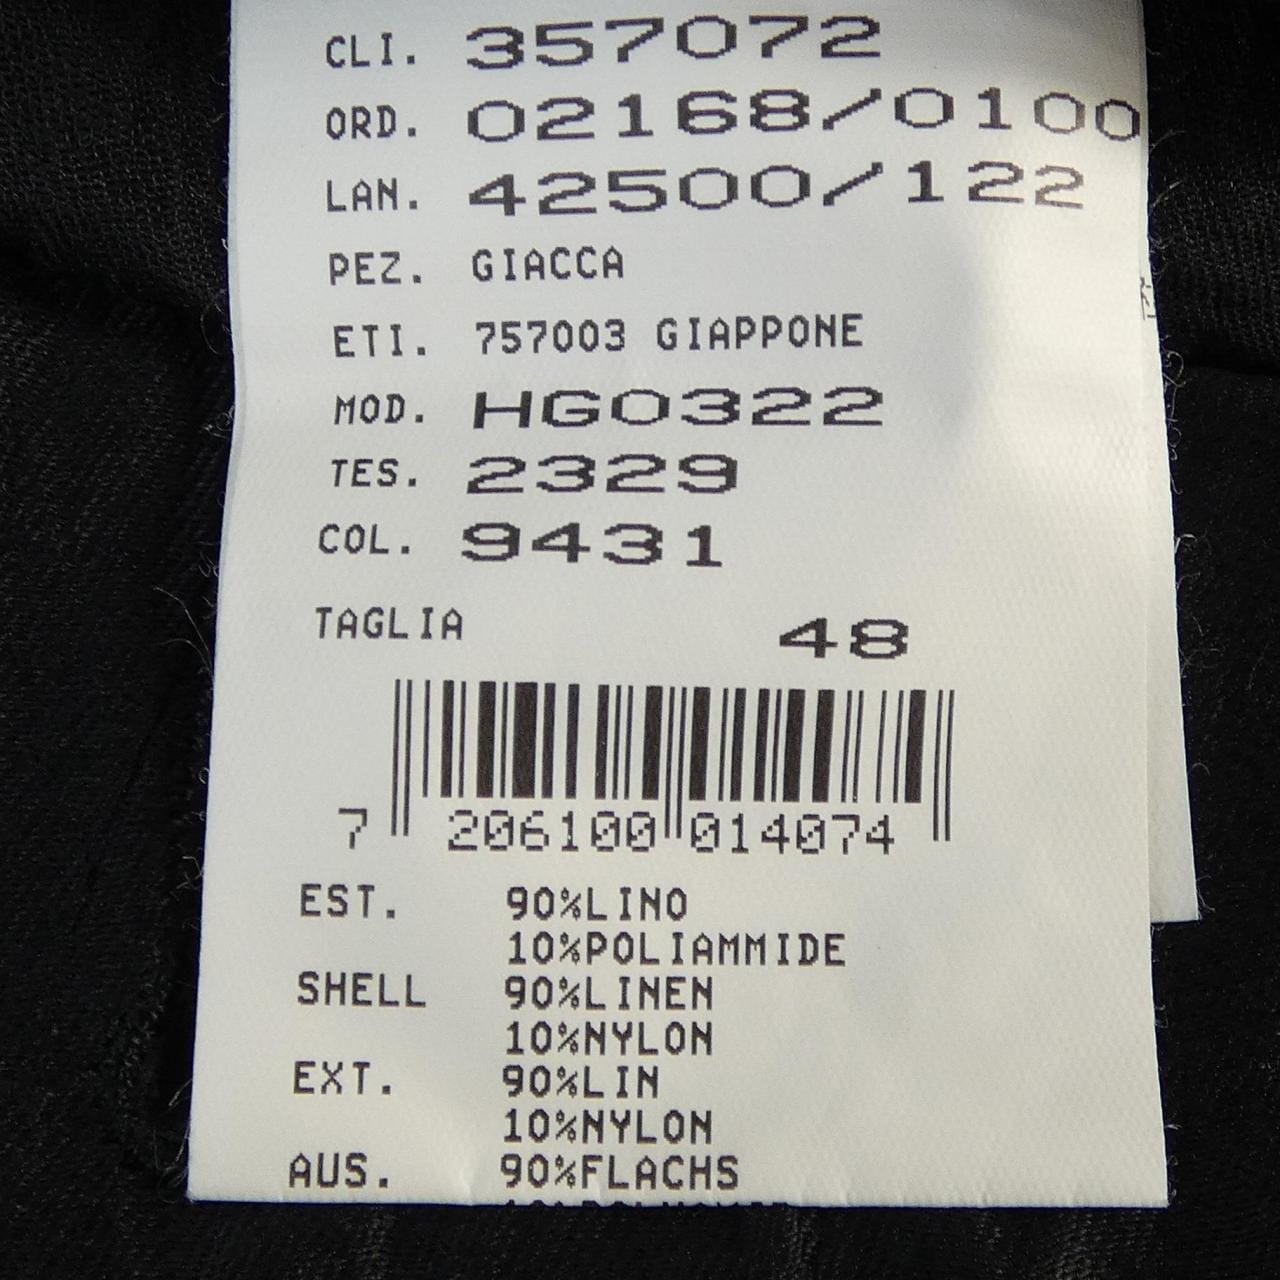 CLI. 357072
ORD. 02168/0100
LAN. 42500/122
PEZ. GIACCA
ETI. 757003 GIAPPONE
MOD. HG0322
TES. 2329
COL. 9431
TAGLIA 48
7 206100 014074
EST. 90%LINO
10%POLIAMMIDE
SHELL 90%LINEN
10%NYLON
EXT. 90%LIN
10%NYLON
AUS. 90%FLACHS